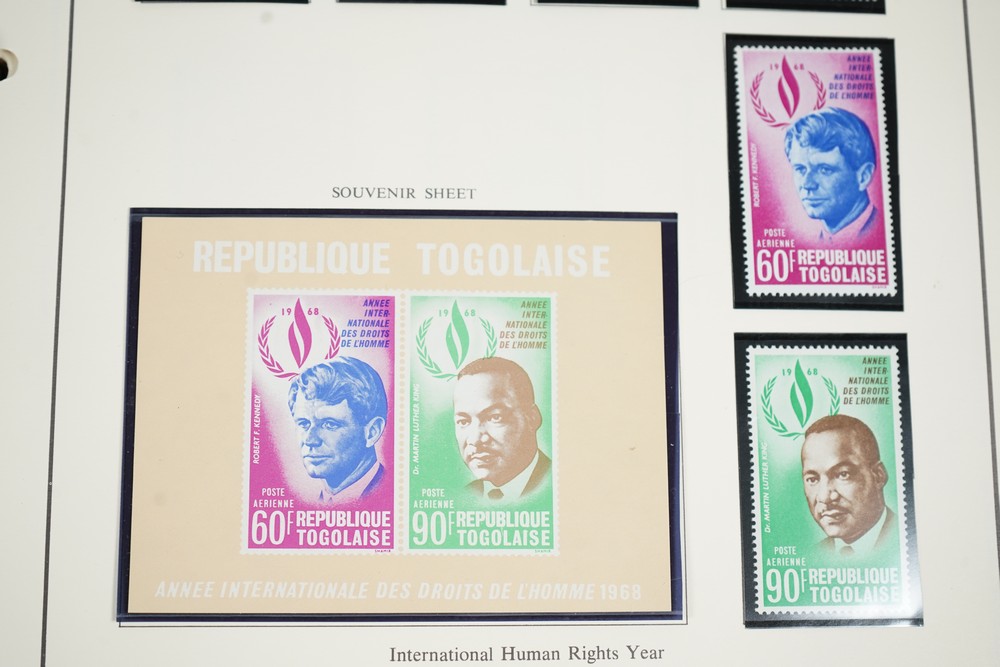 SOUVENIR SHEET
REPUBLIQUE TOGOLAISE
1968
ANNEE
INTER-
NATIONALE
DES DROITS
DE L'HOMME
ROBERT F. KENNEDY
POSTE
AERIENNE
60F REPUBLIQUE
TOGOLAISE
1968
ANNEE
INTER-
NATIONALE
DES DROITS
DE L'HOMME
Dr. MARTIN LUTHER KING
POSTE
AERIENNE
90F REPUBLIQUE
TOGOLAISE
ANNEE INTERNATIONALE DES DROITS DE L'HOMME 1968
1968
ANNEE
INTER-
NATIONALE
DES DROITS
DE L'HOMME
ROBERT F. KENNEDY
POSTE
AERIENNE
60F REPUBLIQUE
TOGOLAISE
1968
ANNEE
INTER-
NATIONALE
DES DROITS
DE L'HOMME
Dr. MARTIN LUTHER KING
POSTE
AERIENNE
90F REPUBLIQUE
TOGOLAISE
International Human Rights Year